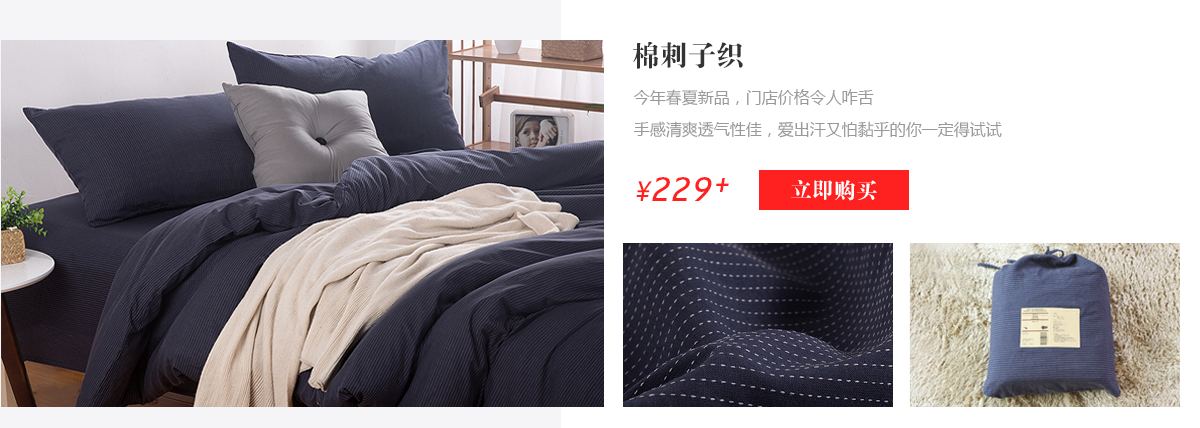 棉刺子织
今年春夏新品，门店价格令人咋舌
手感清爽透气性佳，爱出汗又怕黏乎的你一定得试试
¥229+
立即购买